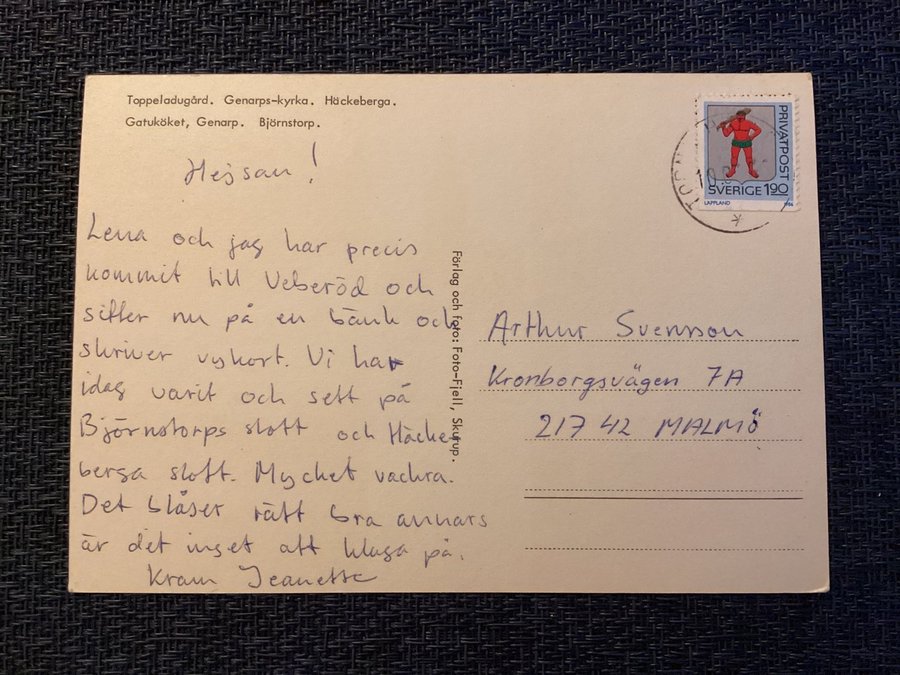 Toppeladugård. Genarps-kyrka. Häckeberga.
Gatuköket, Genarp. Björnstorp.
Hejsan!
Lena och jag har precis
kommit till Veberöd och
sitter nu på en bänk och
skriver vykort. Vi har
idag varit och sett på
Björnstorps slott och Häcke-
berga slott. Mycket vackra.
Det blåser rätt bra annars
är det inget att klaga på.
Kram Jeanette
Förlag och foto: Foto-Fjell, Skurup.
PRIVATPOST
SVERIGE 190
LAPPLAND 1986
Arthur Svensson
Kronborgsvägen 7A
217 42 MALMÖ